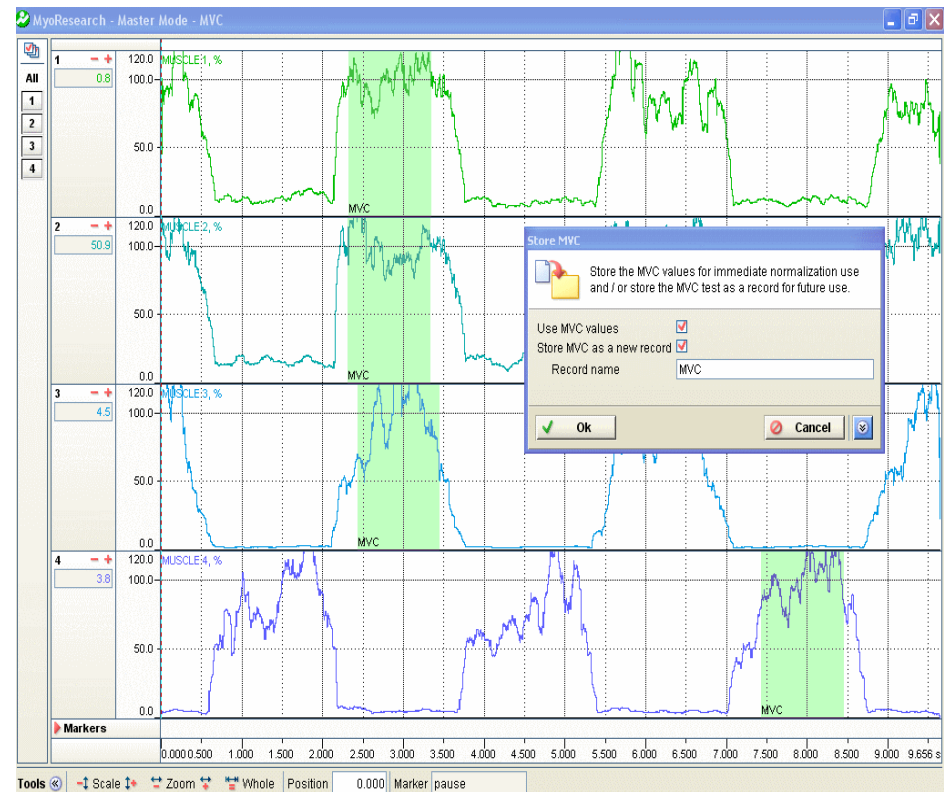 MyoResearch - Master Mode - MVC
All
1
2
3
4
1 - +
0.8
120.0
100.0
50.0
0.0
MUSCLE:1, %
MVC
2 - +
50.9
120.0
100.0
50.0
0.0
MUSCLE:2, %
MVC
3 - +
4.5
120.0
100.0
50.0
0.0
MUSCLE:3, %
MVC
4 - +
3.8
120.0
100.0
50.0
0.0
MUSCLE:4, %
MVC
Store MVC
Store the MVC values for immediate normalization use
and / or store the MVC test as a record for future use.
Use MVC values
Store MVC as a new record
Record name MVC
Ok Cancel
Markers
0.000 0.500 1.000 1.500 2.000 2.500 3.000 3.500 4.000 4.500 5.000 5.500 6.000 6.500 7.000 7.500 8.000 8.500 9.000 9.656 s
Tools Scale Zoom Whole Position 0.000 Marker pause